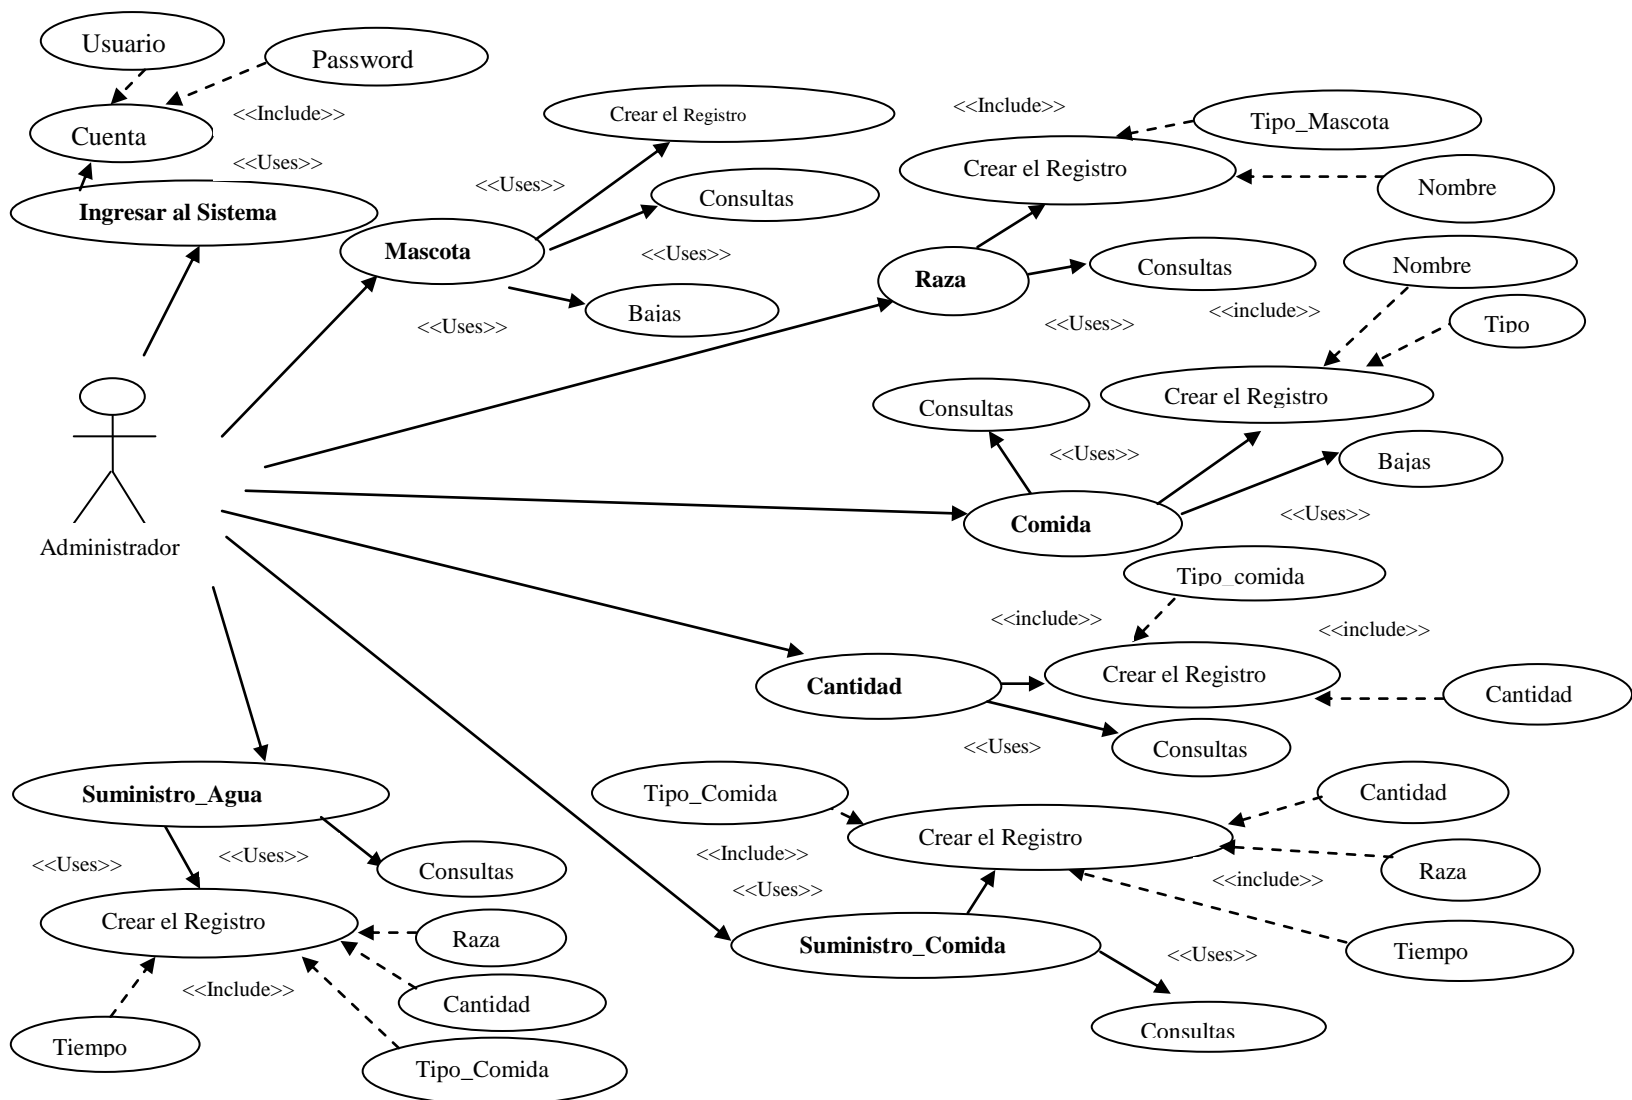 Usuario
Password
<<Include>>
Cuenta
<<Uses>>
Ingresar al Sistema
Crear el Registro
<<Uses>>
Consultas
Mascota
<<Uses>>
Bajas
<<Uses>>
<<Include>>
Tipo_Mascota
Crear el Registro
Nombre
Raza
Consultas
<<Uses>>
Nombre
<<include>>
Tipo
Crear el Registro
Consultas
<<Uses>>
Bajas
<<Uses>>
Comida
Administrador
Tipo_comida
<<include>>
<<include>>
Crear el Registro
Cantidad
Cantidad
<<Uses>
Consultas
Suministro_Agua
<<Uses>>
<<Uses>>
Consultas
Crear el Registro
Raza
<<Include>>
Cantidad
Tiempo
Tipo_Comida
Tipo_Comida
Crear el Registro
Cantidad
<<Include>>
<<Uses>>
<<include>>
Raza
Suministro_Comida
Tiempo
<<Uses>>
Consultas